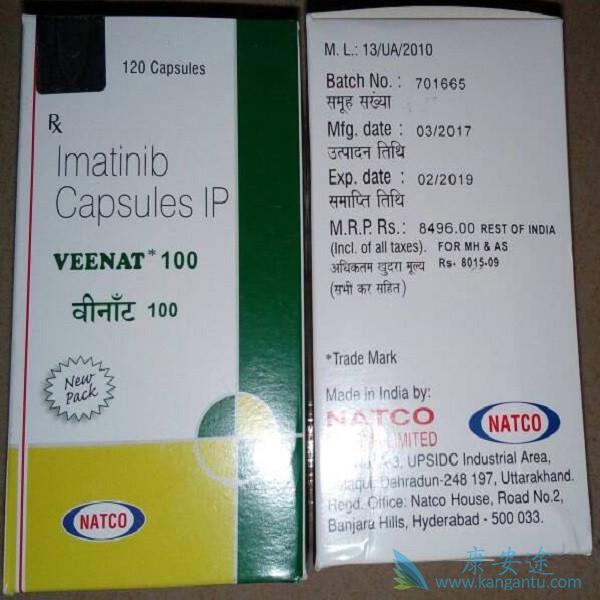 120 Capsules
Rx
Imatinib
Capsules IP
VEENAT* 100
वीनाँट 100
New
Pack
NATCO
M. L.: 13/UA/2010
Batch No. : 701665
समूह संख्या
Mfg. date : 03/2017
उत्पादन तिथि
Exp. date : 02/2019
समाप्ति तिथि
M.R.P. Rs.: 8496.00 REST OF INDIA
(Incl. of all taxes). FOR MH & AS
अधिकतम खुदरा मूल्य Rs. 8015.09
(सभी कर सहित)
*Trade Mark
Made in India by:
NATCO
LIMITED
NATCO
UPSIDC Industrial Area,
Dehradun-248 197, Uttarakhand.
Regd. Office: Natco House, Road No.2,
Banjara Hills, Hyderabad - 500 033.
康安途
www.kangantu.com